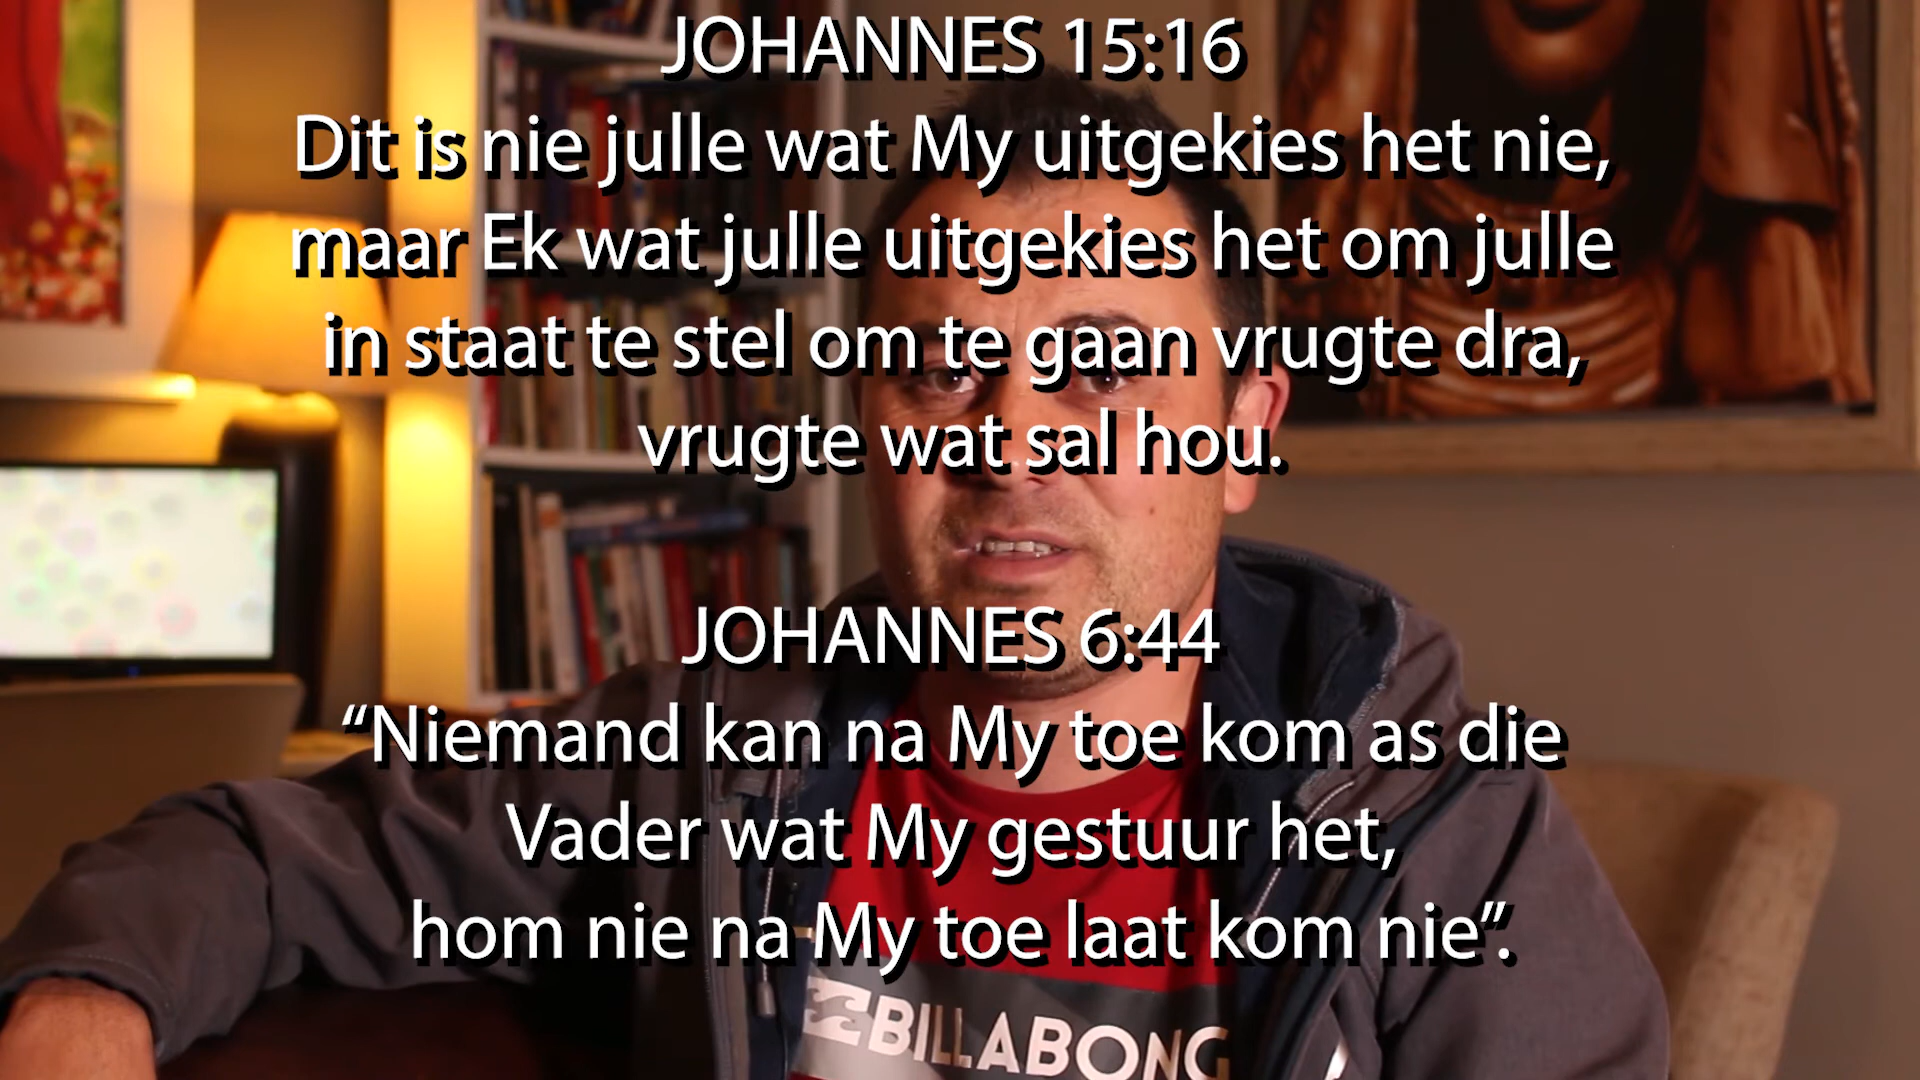 JOHANNES 15:16
Dit is nie julle wat My uitgekies het nie,
maar Ek wat julle uitgekies het om julle
in staat te stel om te gaan vrugte dra,
vrugte wat sal hou.
JOHANNES 6:44
“Niemand kan na My toe kom as die
Vader wat My gestuur het,
hom nie na My toe laat kom nie”.
BILLABONG